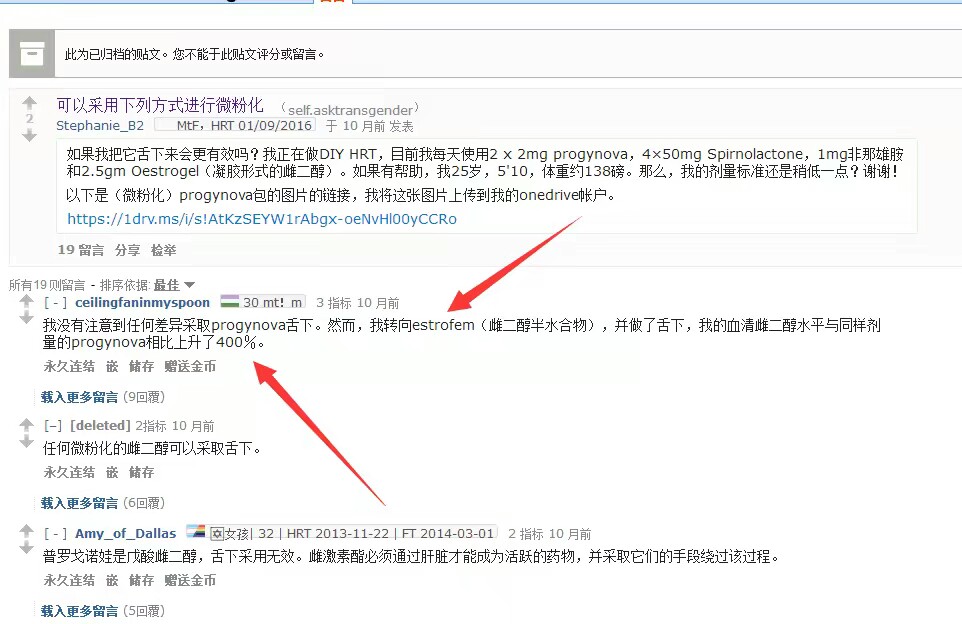 此为已归档的贴文。您不能于此贴文评分或留言。
可以采用下列方式进行微粉化 （self.asktransgender）
2
Stephanie_B2 MtF，HRT 01/09/2016 于 10 月前 发表
如果我把它舌下来会更有效吗？我正在做DIY HRT，目前我每天使用2 x 2mg progynova，4×50mg Spirnolactone，1mg非那雄胺
和2.5gm Oestrogel（凝胶形式的雌二醇）。如果有帮助，我25岁，5'10，体重约138磅。那么，我的剂量标准还是稍低一点？谢谢！
以下是（微粉化）progynova包的图片的链接，我将这张图片上传到我的onedrive帐户。
https://1drv.ms/i/s!AtKzSEYW1rAbgx-oeNvHl00yCCRo
19 留言 分享 检举
所有19 则留言 - 排序依据: 最佳
[ - ] ceilingfaninmyspoon 30 mt！m 3 指标 10 月前
我没有注意到任何差异采取progynova舌下。然而，我转向estrofem（雌二醇半水合物），并做了舌下，我的血清雌二醇水平与同样剂
量的progynova相比上升了400％。
永久连结 嵌 储存 赠送金币
载入更多留言 (9回覆)
[–] [deleted] 2指标 10 月前
任何微粉化的雌二醇可以采取舌下。
永久连结 嵌 储存
载入更多留言 (6回覆)
[ - ] Amy_of_Dallas ✡女孩| 32 | HRT 2013-11-22 | FT 2014-03-01 2 指标 10 月前
普罗戈诺娃是戊酸雌二醇，舌下采用无效。雌激素酯必须通过肝脏才能成为活跃的药物，并采取它们的手段绕过该过程。
永久连结 嵌 储存 赠送金币
载入更多留言 (5回覆)